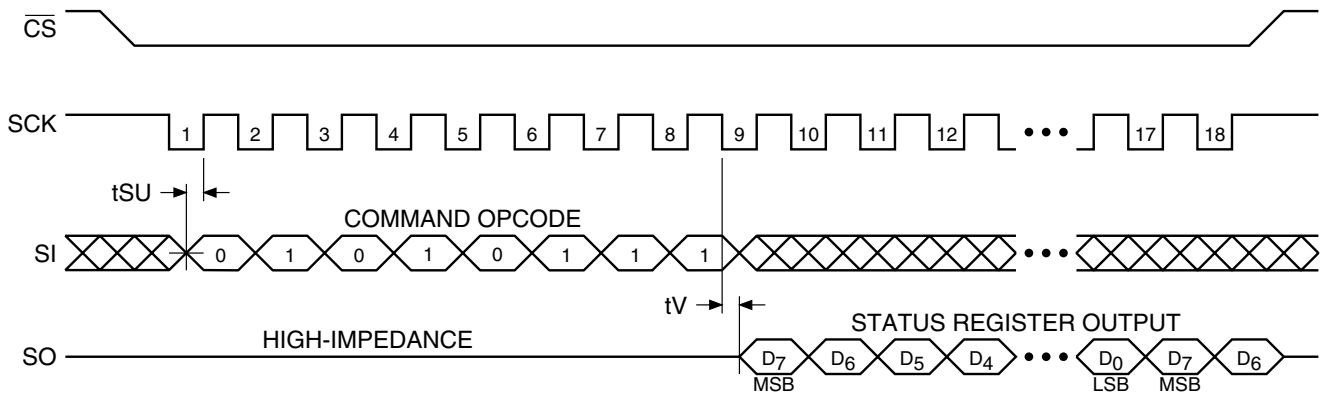 CS
SCK 1 2 3 4 5 6 7 8 9 10 11 12 17 18
tSU
COMMAND OPCODE
SI 0 1 0 1 0 1 1 1
tV
HIGH-IMPEDANCE
STATUS REGISTER OUTPUT
SO D7 D6 D5 D4 D0 D7 D6
MSB LSB MSB